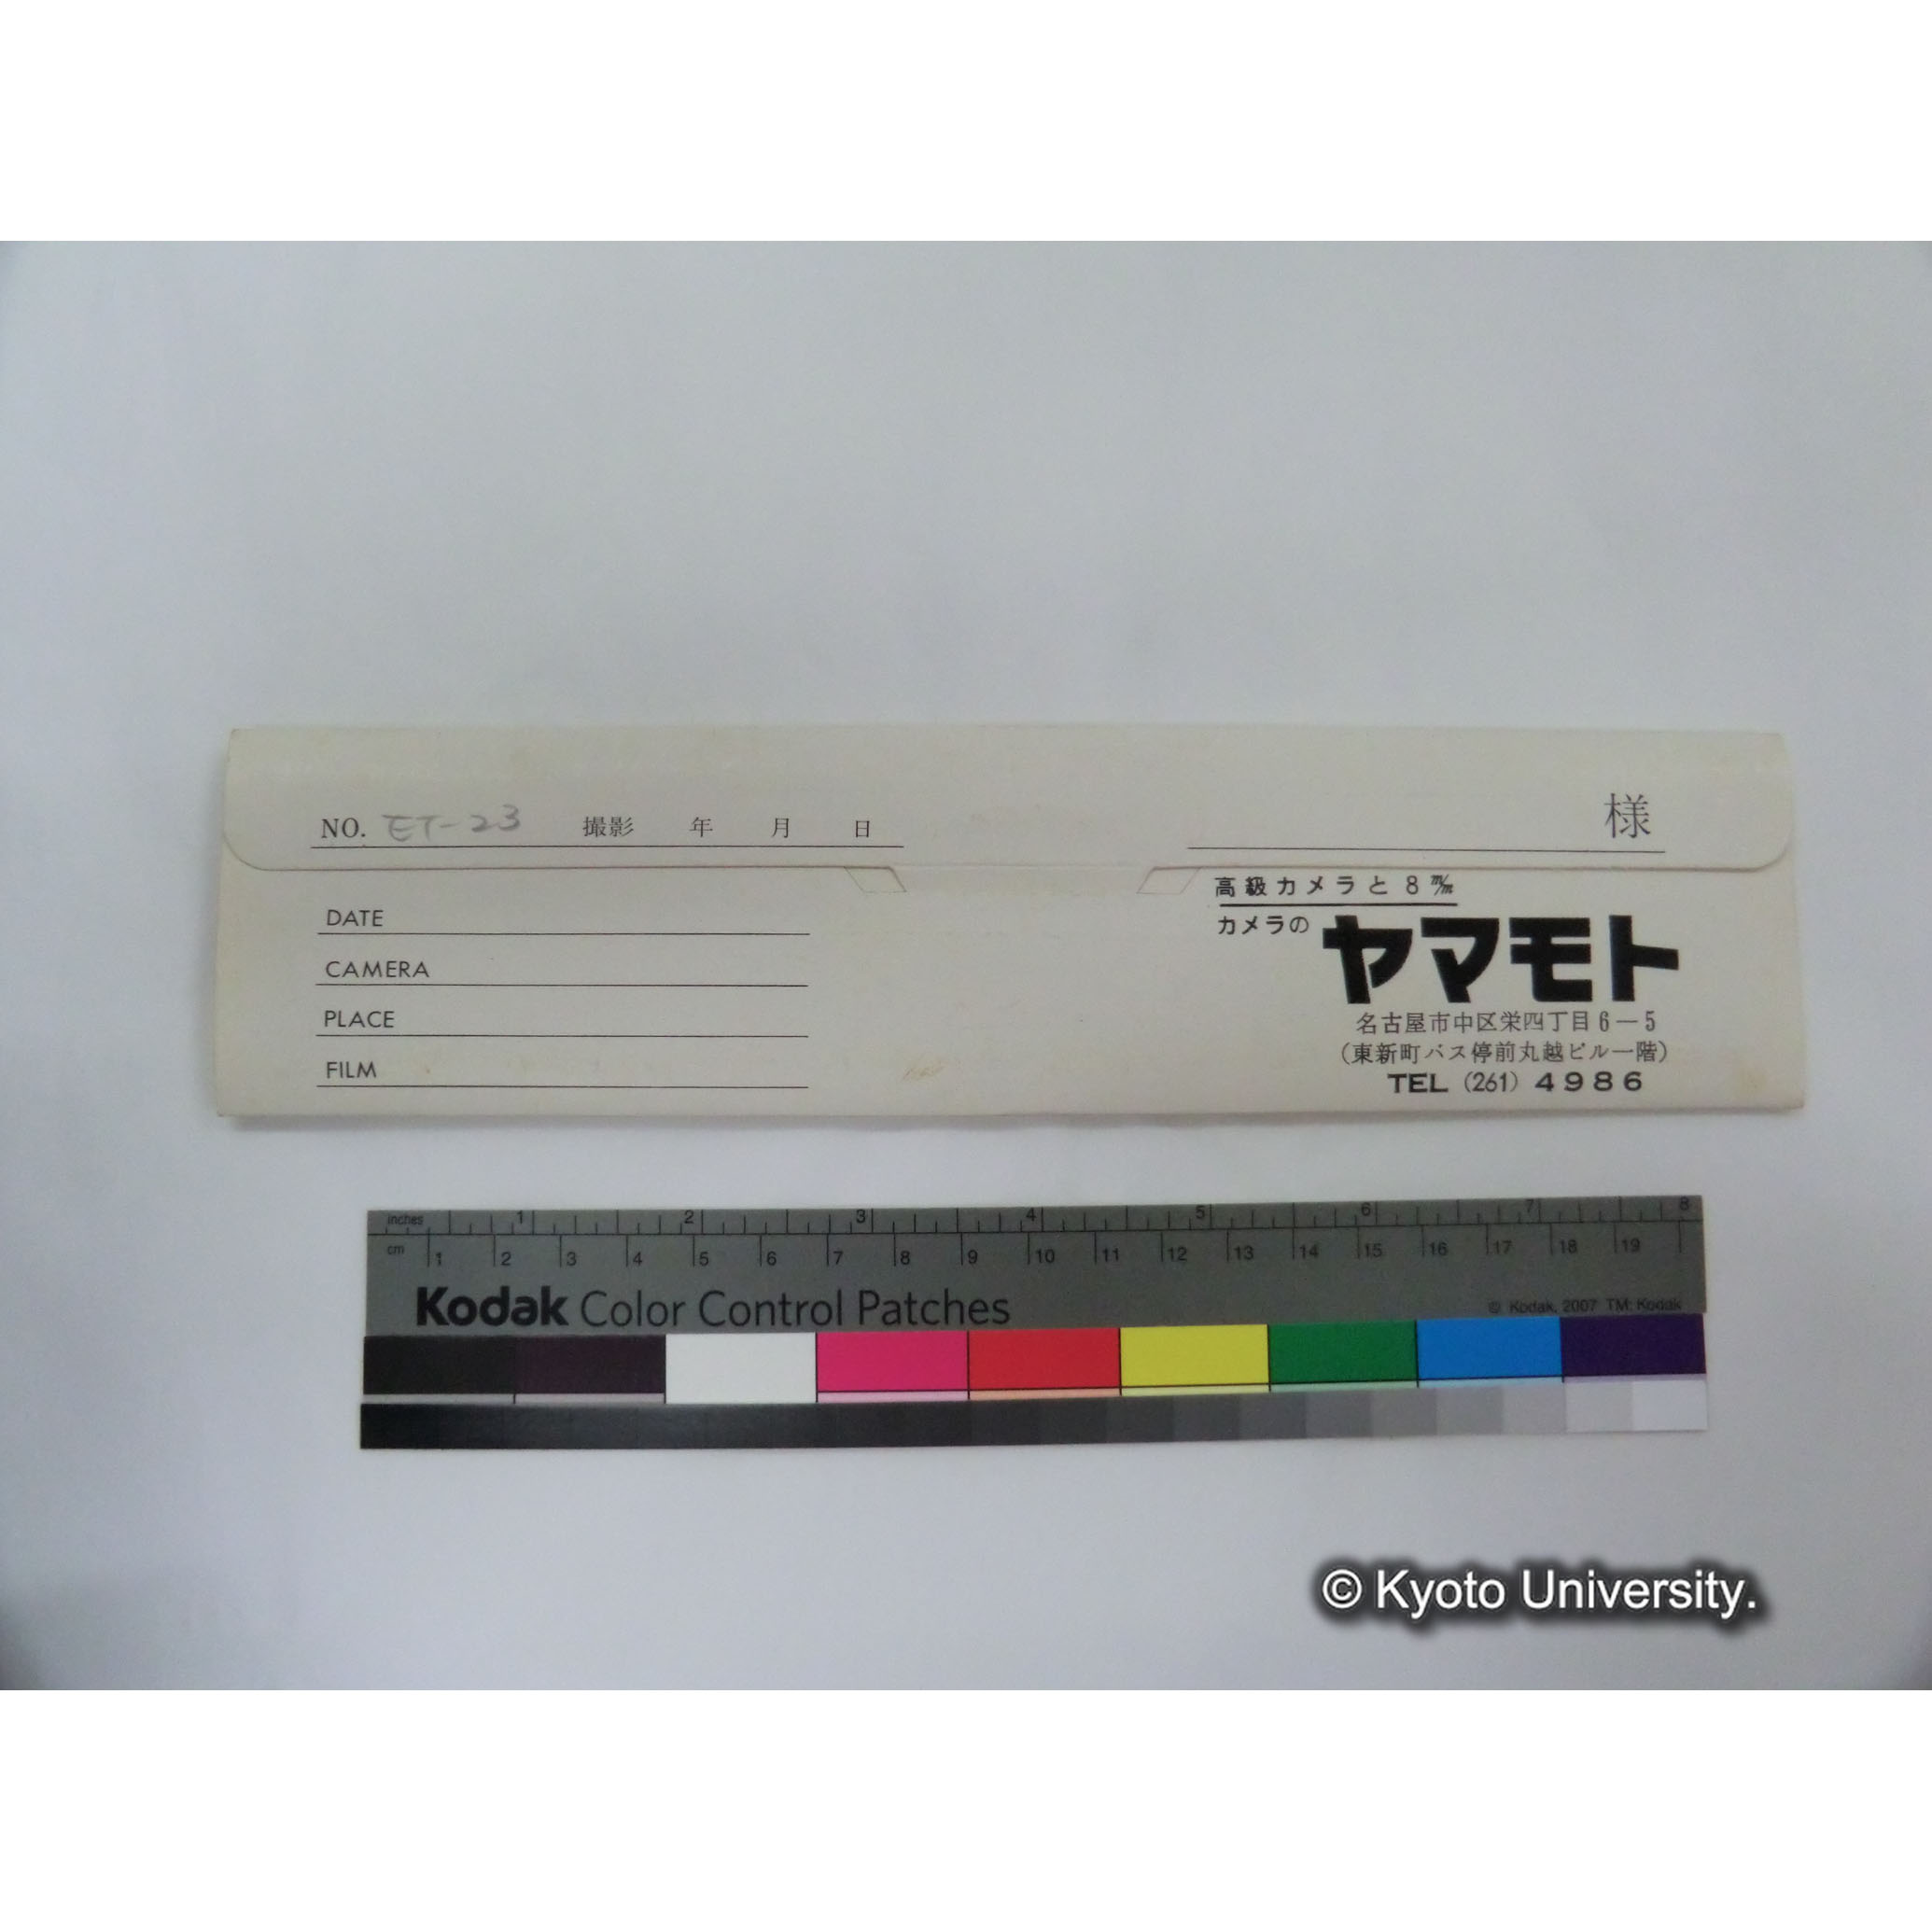 NO. ET-23 撮影 年 月 日
様
DATE
CAMERA
PLACE
FILM
高級カメラと8m/m
カメラの ヤマモト
名古屋市中区栄四丁目6−5
(東新町バス停前丸越ビル一階)
TEL (261) 4986
inches 1 2 3 4 5 6 7 8
cm 1 2 3 4 5 6 7 8 9 10 11 12 13 14 15 16 17 18 19
Kodak Color Control Patches
© Kodak, 2007 TM: Kodak
© Kyoto University.